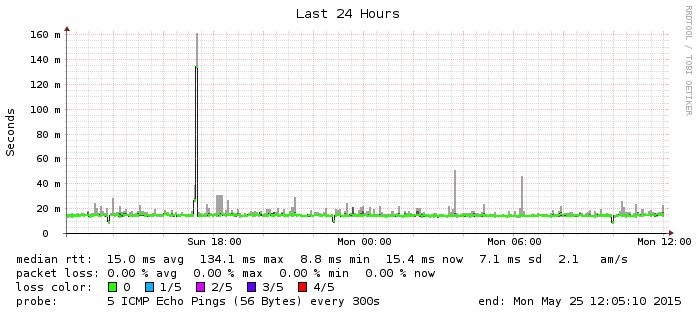 Last 24 Hours
RRDTOOL / TOBI OETIKER
Seconds
160 m
140 m
120 m
100 m
80 m
60 m
40 m
20 m
0
Sun 18:00 Mon 00:00 Mon 06:00 Mon 12:00
median rtt: 15.0 ms avg 134.1 ms max 8.8 ms min 15.4 ms now 7.1 ms sd 2.1 am/s
packet loss: 0.00 % avg 0.00 % max 0.00 % min 0.00 % now
loss color: 0 1/5 2/5 3/5 4/5
probe: 5 ICMP Echo Pings (56 Bytes) every 300s end: Mon May 25 12:05:10 2015